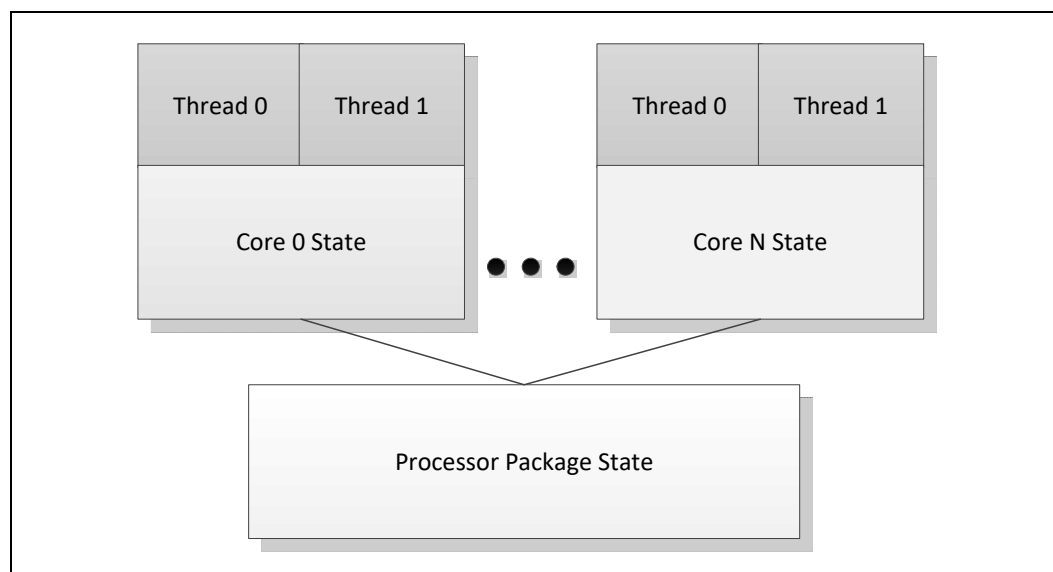 Thread 0 Thread 1 Thread 0 Thread 1
Core 0 State Core N State
Processor Package State